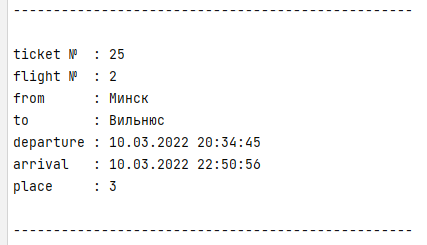 --------------------------------------------------
ticket № : 25
flight № : 2
from     : Минск
to       : Вильнюс
departure : 10.03.2022 20:34:45
arrival   : 10.03.2022 22:50:56
place     : 3
--------------------------------------------------